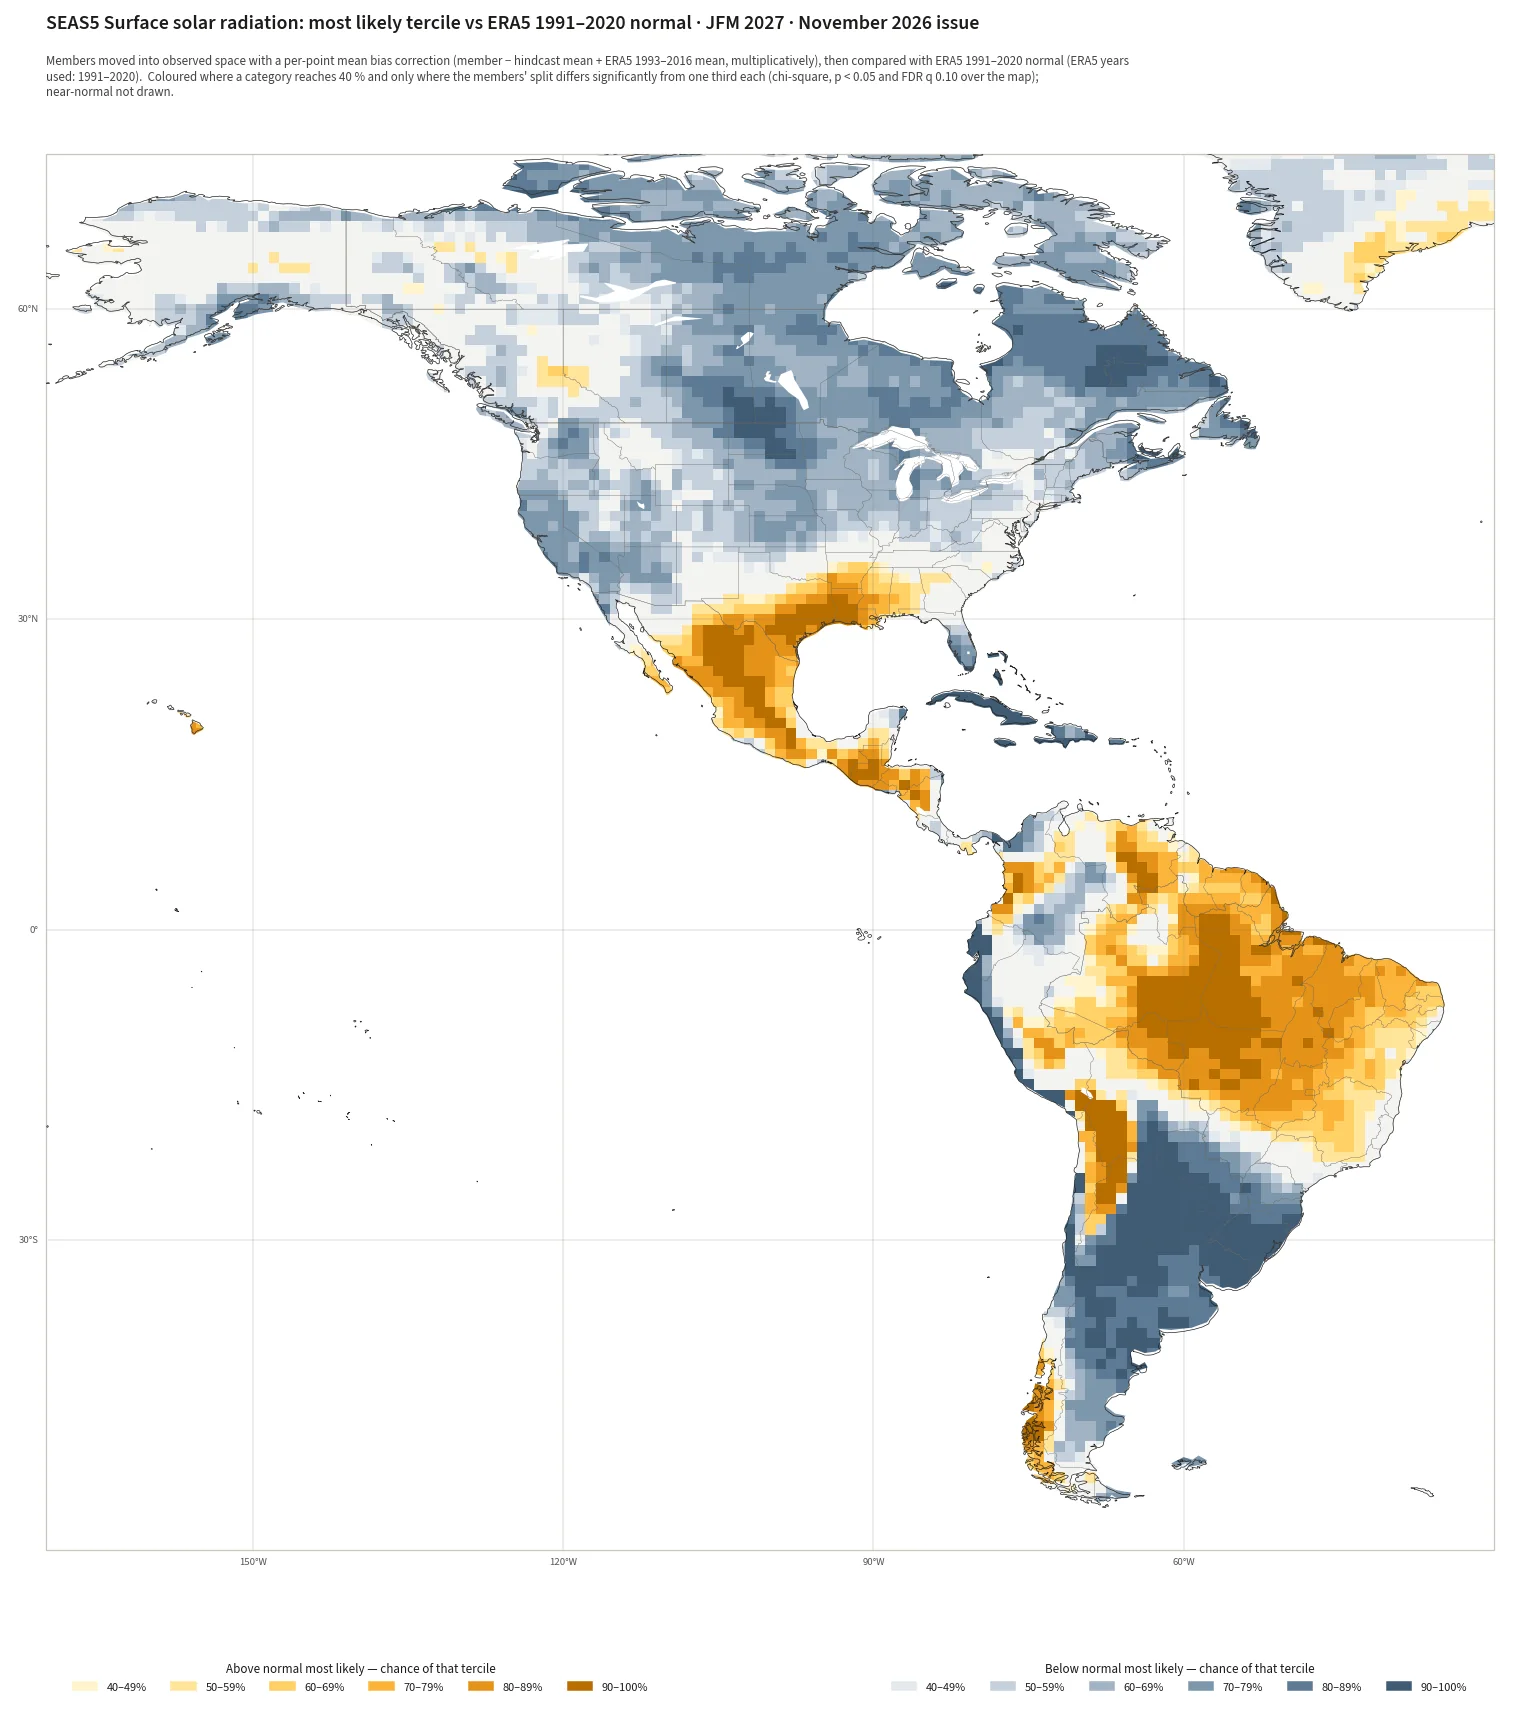 SEAS5 Surface solar radiation: most likely tercile vs ERA5 1991–2020 normal · JFM 2027 · November 2026 issue
Members moved into observed space with a per-point mean bias correction (member − hindcast mean + ERA5 1993–2016 mean, multiplicatively), then compared with ERA5 1991–2020 normal (ERA5 years
used: 1991–2020).  Coloured where a category reaches 40 % and only where the members' split differs significantly from one third each (chi-square, p < 0.05 and FDR q 0.10 over the map);
near-normal not drawn.
60°N
30°N
0°
30°S
150°W
120°W
90°W
60°W
Above normal most likely — chance of that tercile
40–49%
50–59%
60–69%
70–79%
80–89%
90–100%
Below normal most likely — chance of that tercile
40–49%
50–59%
60–69%
70–79%
80–89%
90–100%